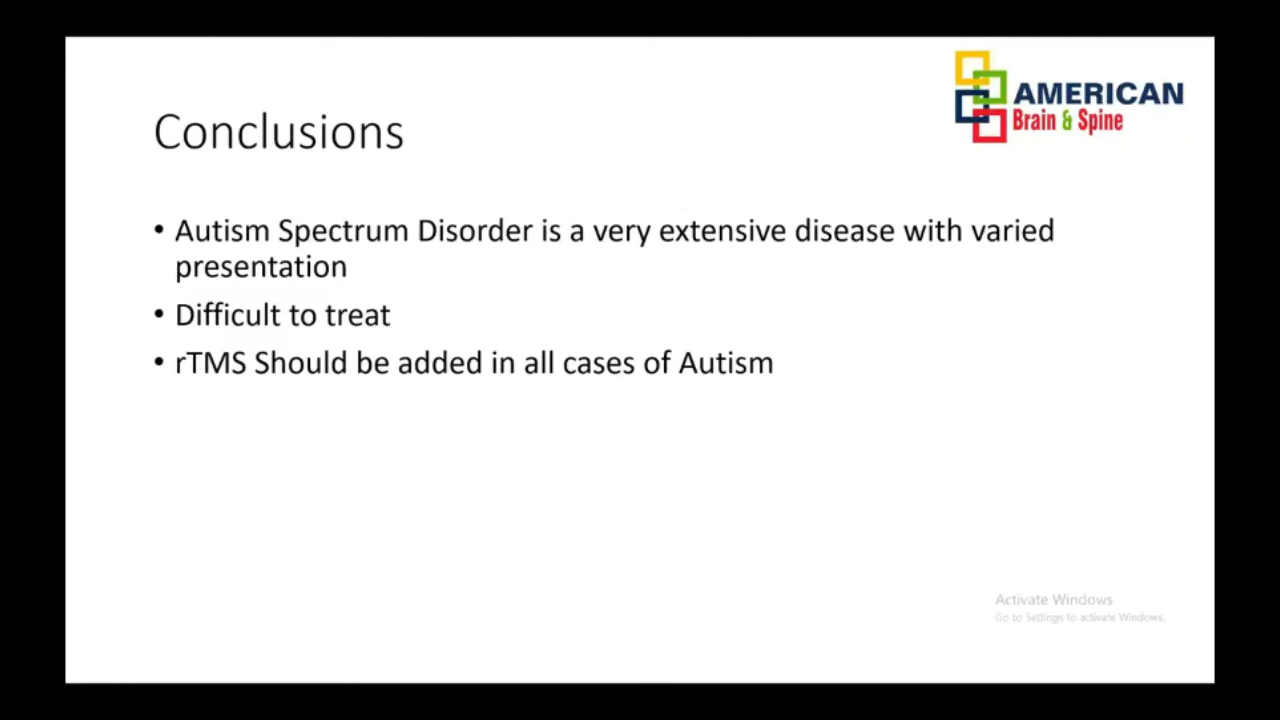 AMERICAN
Brain & Spine
Conclusions
• Autism Spectrum Disorder is a very extensive disease with varied
presentation
• Difficult to treat
• rTMS Should be added in all cases of Autism
Activate Windows
Go to Settings to activate Windows.